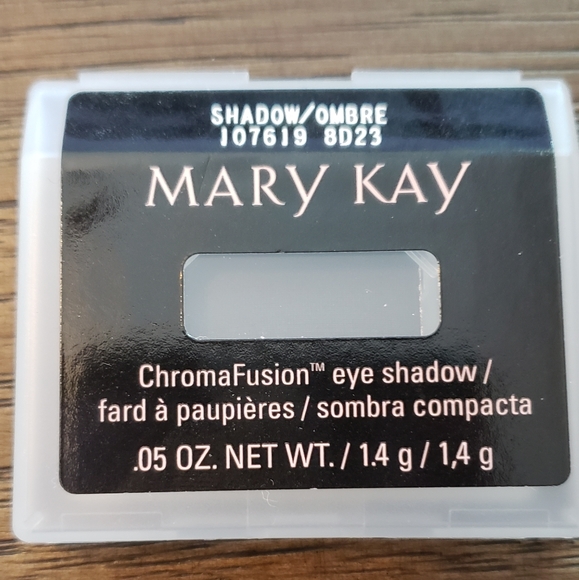 SHADOW/OMBRE
107619 8D23
MARY KAY
ChromaFusion™ eye shadow /
fard à paupières / sombra compacta
.05 OZ. NET WT. / 1.4 g / 1,4 g